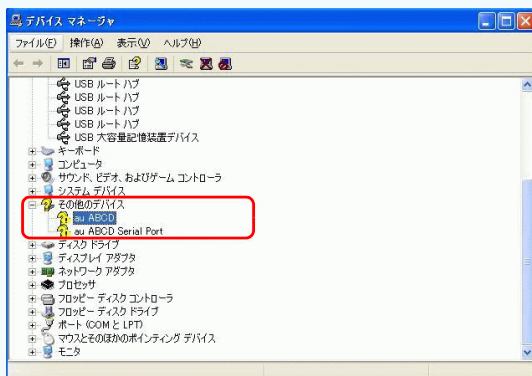 デバイス マネージャ
ファイル(F) 操作(A) 表示(V) ヘルプ(H)
USB ルート ハブ
USB ルート ハブ
USB ルート ハブ
USB ルート ハブ
USB 大容量記憶装置デバイス
キーボード
コンピュータ
サウンド、ビデオ、およびゲーム コントローラ
システム デバイス
その他のデバイス
au ABCD
au ABCD Serial Port
ディスク ドライブ
ディスプレイ アダプタ
ネットワーク アダプタ
プロセッサ
フロッピー ディスク コントローラ
フロッピー ディスク ドライブ
ポート (COM と LPT)
マウスとそのほかのポインティング デバイス
モニタ